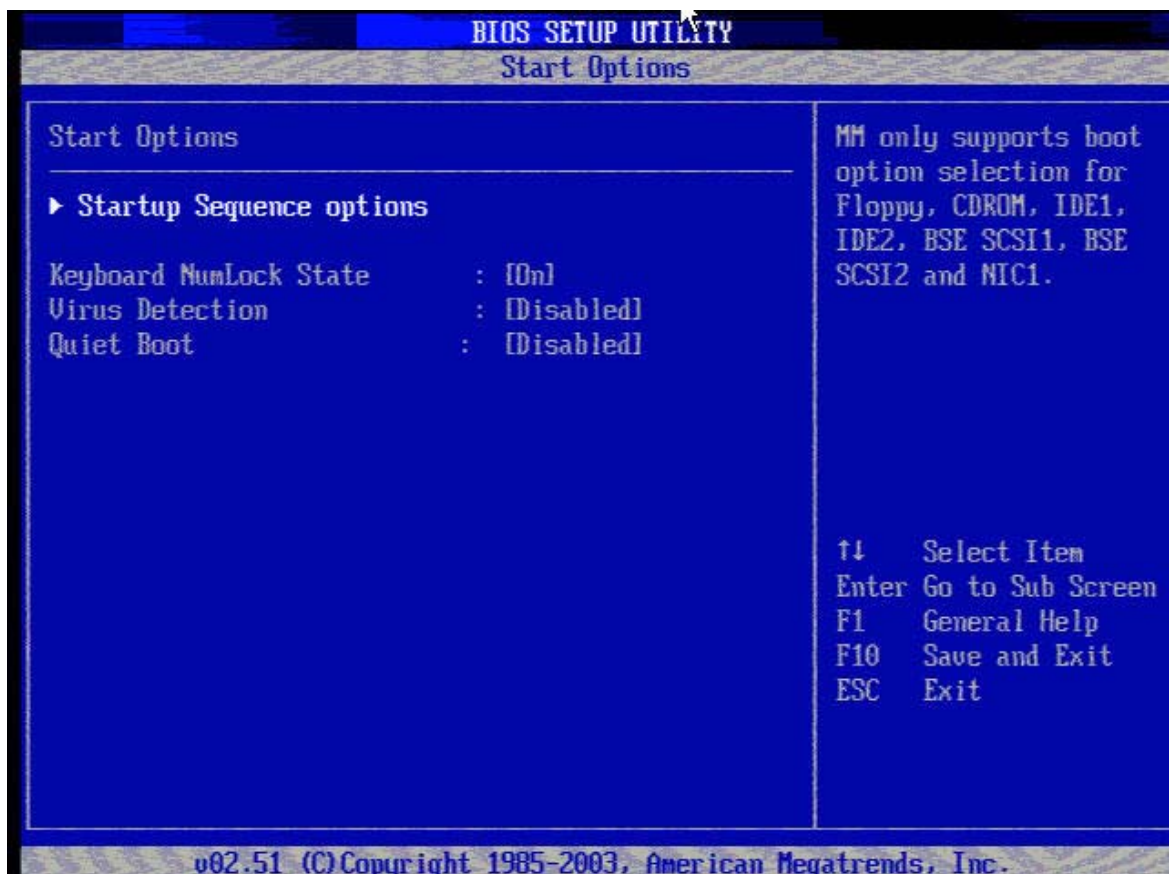 BIOS SETUP UTILITY
Start Options
Start Options
▶ Startup Sequence options
Keyboard NumLock State : [On]
Virus Detection : [Disabled]
Quiet Boot : [Disabled]
MM only supports boot
option selection for
Floppy, CDROM, IDE1,
IDE2, BSE SCSI1, BSE
SCSI2 and NIC1.
↑↓ Select Item
Enter Go to Sub Screen
F1 General Help
F10 Save and Exit
ESC Exit
v02.51 (C)Copyright 1985-2003, American Megatrends, Inc.